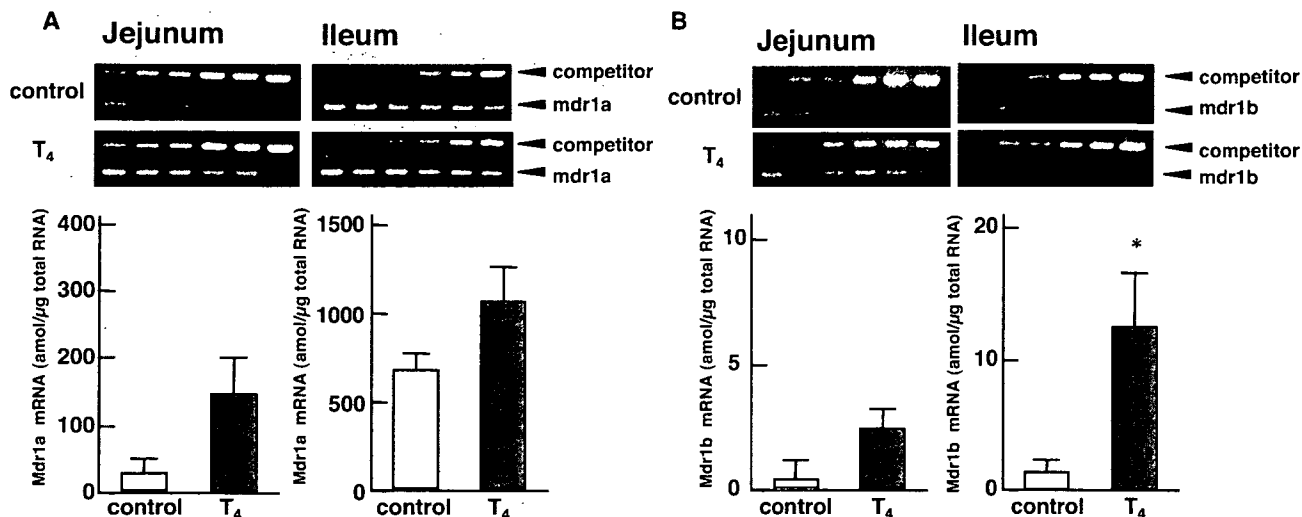 A
Jejunum
Ileum
control
competitor
mdr1a
T4
competitor
mdr1a
Mdr1a mRNA (amol/µg total RNA)
400
300
200
100
0
control
T4
Mdr1a mRNA (amol/µg total RNA)
1500
1000
500
0
control
T4
B
Jejunum
Ileum
control
competitor
mdr1b
T4
competitor
mdr1b
Mdr1b mRNA (amol/µg total RNA)
10
5
0
control
T4
Mdr1b mRNA (amol/µg total RNA)
20
10
0
*
control
T4